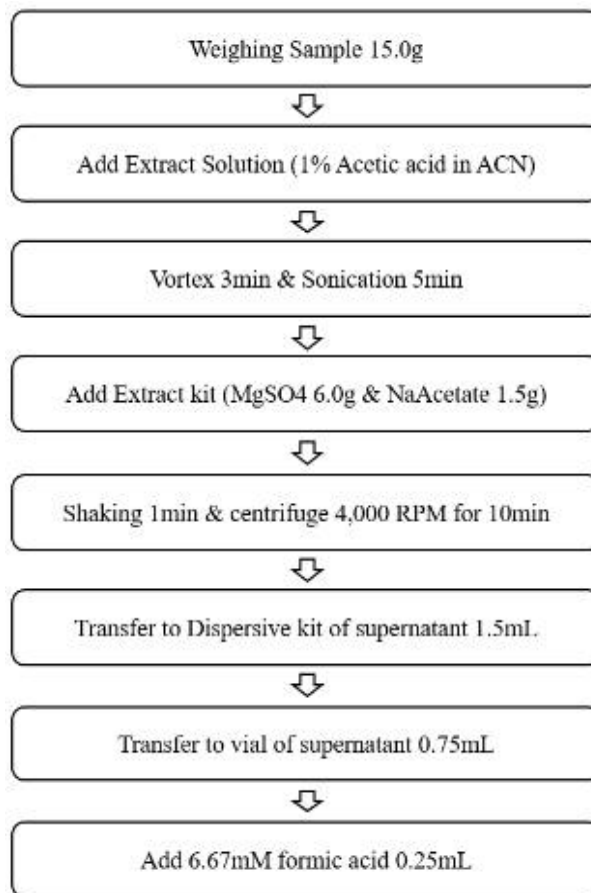 Weighing Sample 15.0g
Add Extract Solution (1% Acetic acid in ACN)
Vortex 3min & Sonication 5min
Add Extract kit (MgSO4 6.0g & NaAcetate 1.5g)
Shaking 1min & centrifuge 4,000 RPM for 10min
Transfer to Dispersive kit of supernatant 1.5mL
Transfer to vial of supernatant 0.75mL
Add 6.67mM formic acid 0.25mL